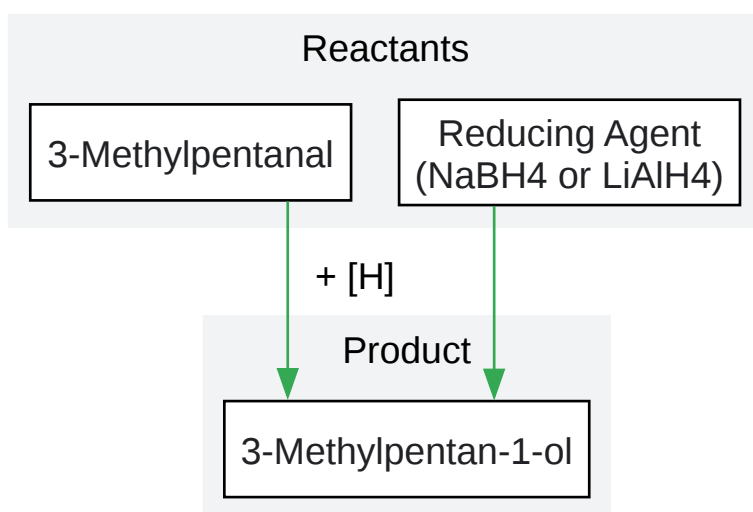 Reactants
3-Methylpentanal
Reducing Agent
(NaBH4 or LiAlH4)
+ [H]
Product
3-Methylpentan-1-ol